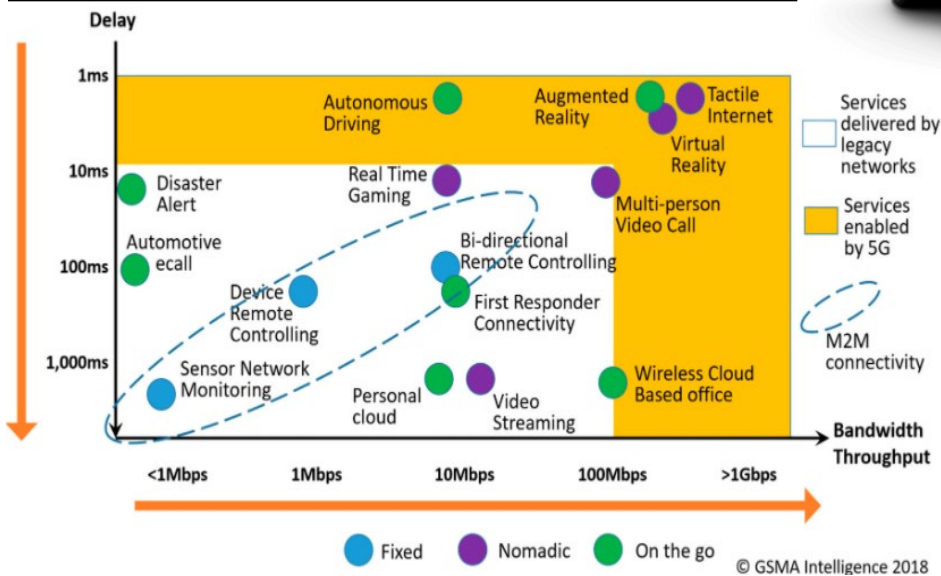 Delay
1ms
10ms
100ms
1,000ms
Autonomous
Driving
Augmented
Reality
Tactile
Internet
Virtual
Reality
Disaster
Alert
Real Time
Gaming
Multi-person
Video Call
Automotive
ecall
Bi-directional
Remote Controlling
Device
Remote
Controlling
First Responder
Connectivity
Sensor Network
Monitoring
Personal
cloud
Video
Streaming
Wireless Cloud
Based office
Services
delivered by
legacy
networks
Services
enabled
by 5G
M2M
connectivity
Bandwidth
Throughput
<1Mbps
1Mbps
10Mbps
100Mbps
>1Gbps
Fixed
Nomadic
On the go
© GSMA Intelligence 2018